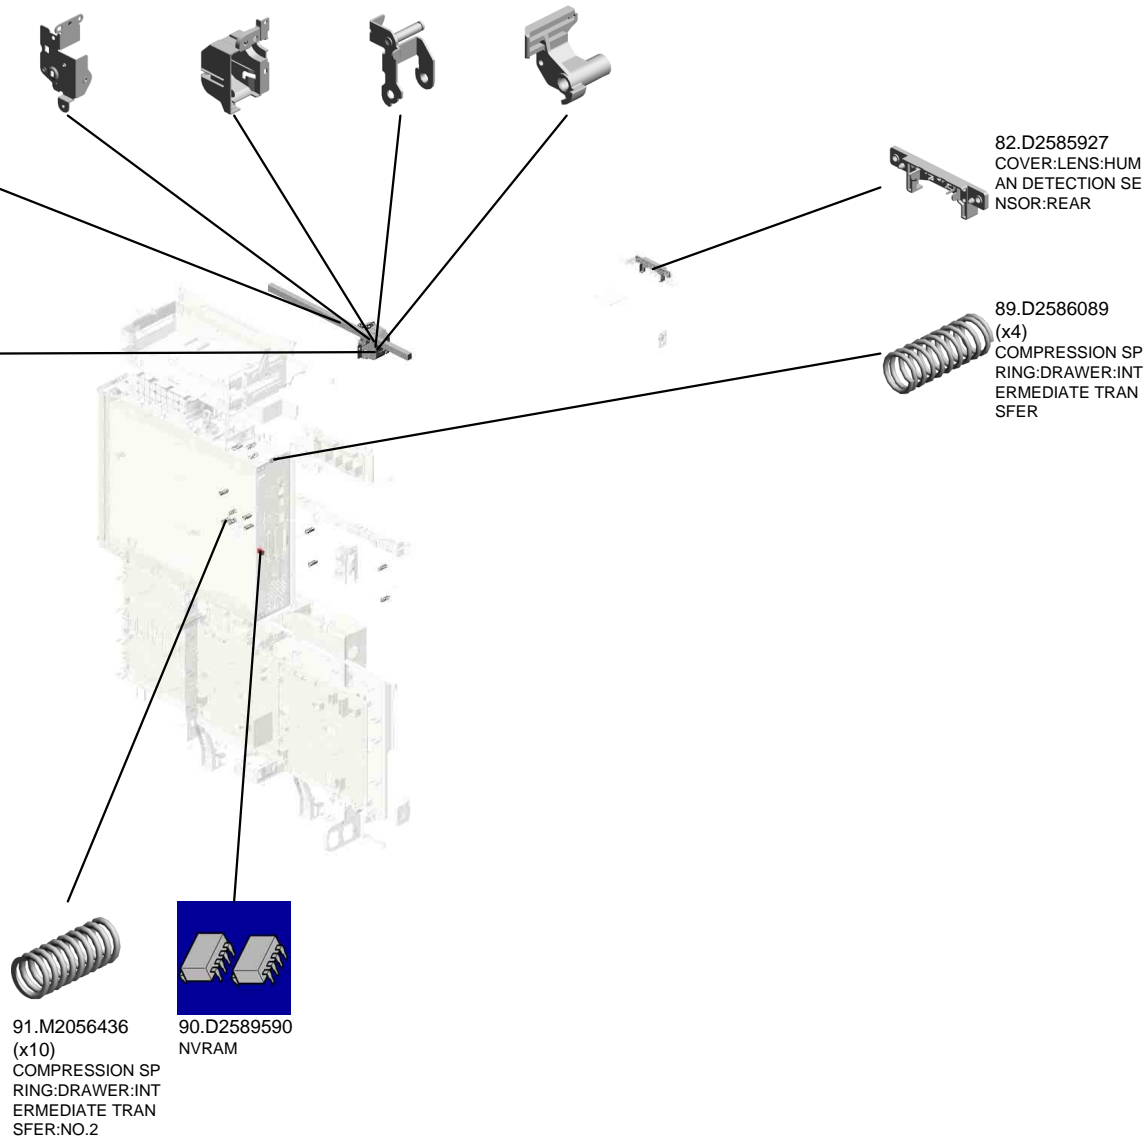 82.D2585927
COVER:LENS:HUM
AN DETECTION SE
NSOR:REAR
89.D2586089
(x4)
COMPRESSION SP
RING:DRAWER:INT
ERMEDIATE TRAN
SFER
91.M2056436
(x10)
COMPRESSION SP
RING:DRAWER:INT
ERMEDIATE TRAN
SFER:NO.2
90.D2589590
NVRAM